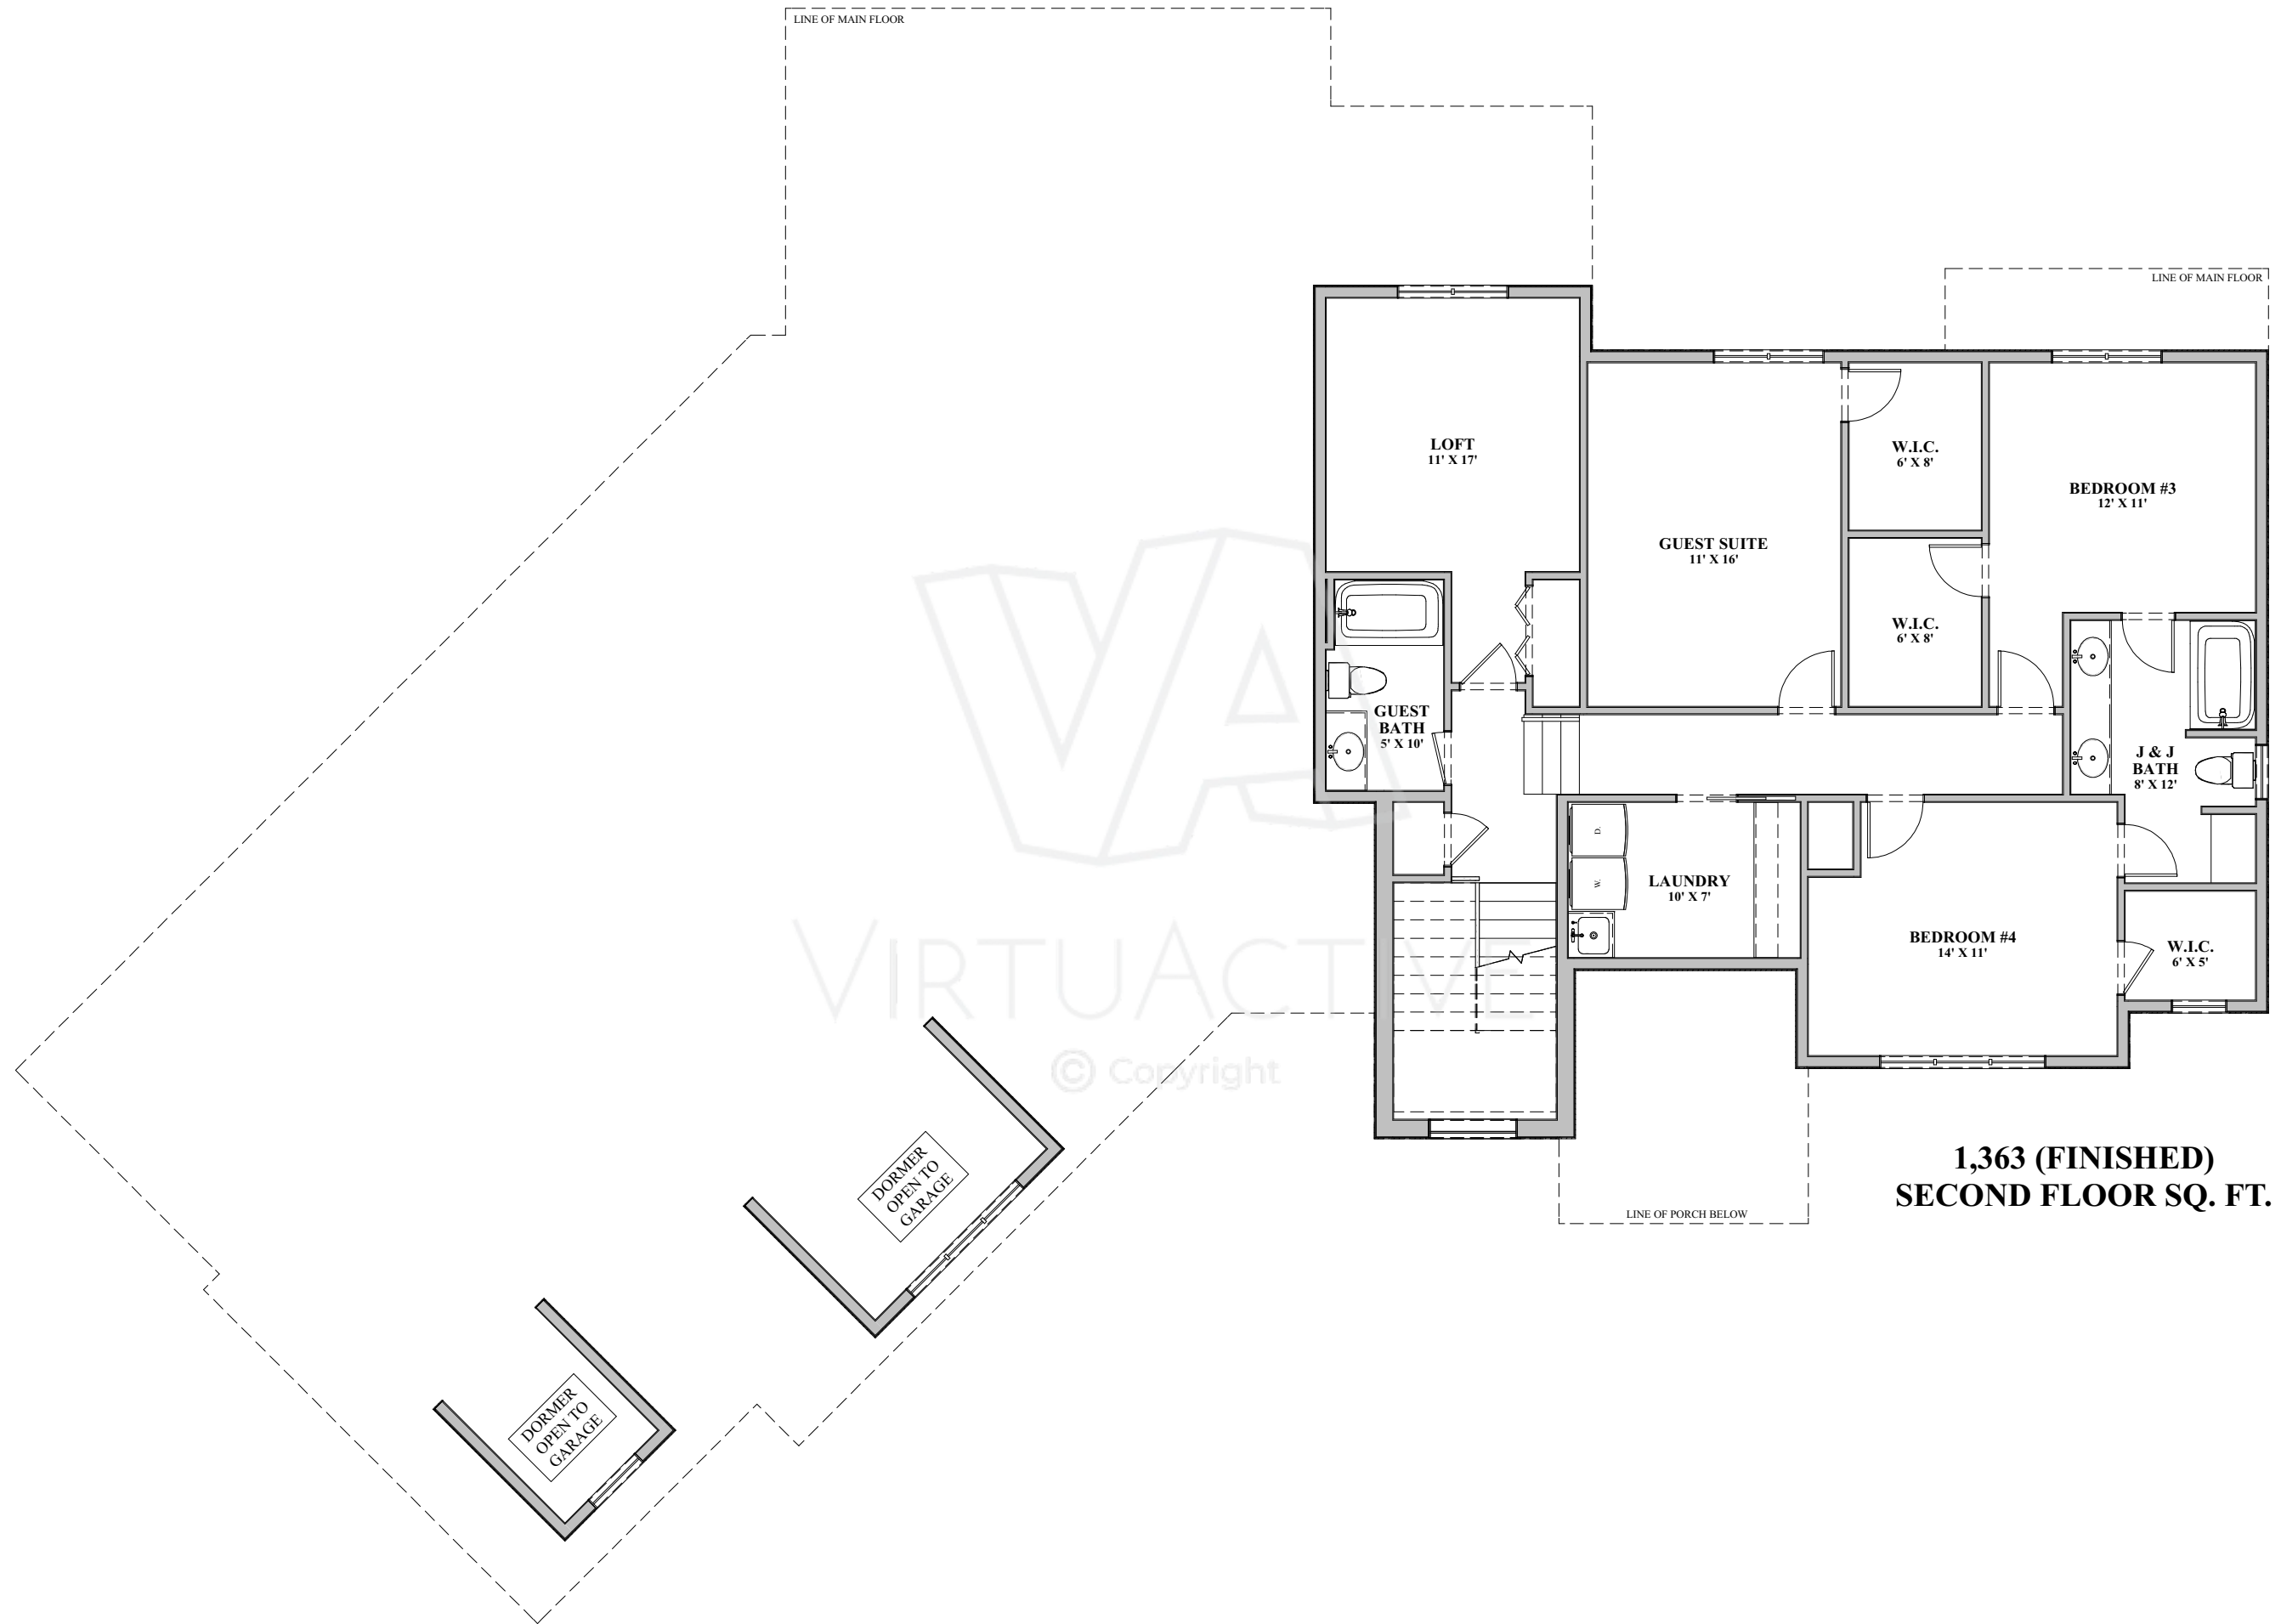 LINE OF MAIN FLOOR
LINE OF MAIN FLOOR
LOFT
11' X 17'
W.I.C.
6' X 8'
BEDROOM #3
12' X 11'
GUEST SUITE
11' X 16'
W.I.C.
6' X 8'
GUEST
BATH
5' X 10'
J & J
BATH
8' X 12'
D.
W.
LAUNDRY
10' X 7'
BEDROOM #4
14' X 11'
W.I.C.
6' X 5'
VA
VIRTUACTIVE
© Copyright
DORMER
OPEN TO
GARAGE
DORMER
OPEN TO
GARAGE
LINE OF PORCH BELOW
1,363 (FINISHED)
SECOND FLOOR SQ. FT.